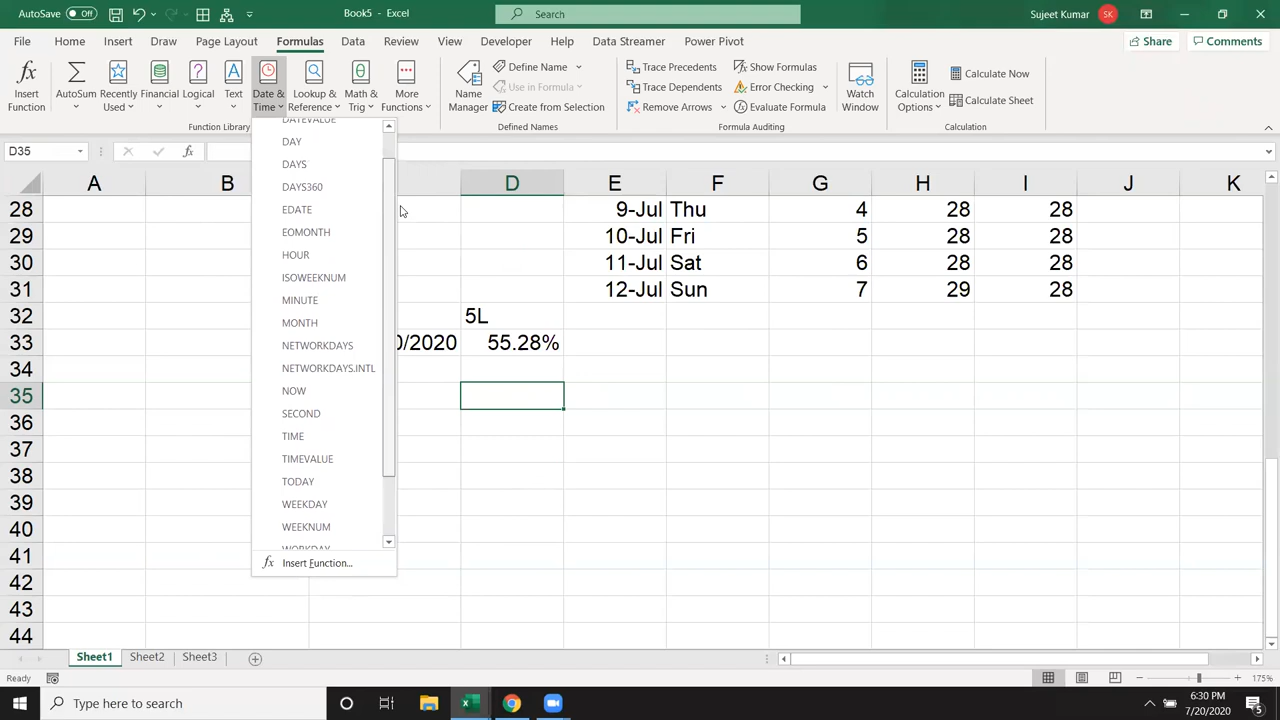 AutoSave Off Book5 - Excel Search Sujeet Kumar SK
File Home Insert Draw Page Layout Formulas Data Review View Developer Help Data Streamer Power Pivot Share Comments
Insert Function
AutoSum
Recently Used
Financial
Logical
Text
Date & Time
Lookup & Reference
Math & Trig
More Functions
Function Library
Name Manager
Define Name
Use in Formula
Create from Selection
Defined Names
Trace Precedents
Trace Dependents
Remove Arrows
Show Formulas
Error Checking
Evaluate Formula
Formula Auditing
Watch Window
Calculation Options
Calculate Now
Calculate Sheet
Calculation
D35 fx
DATEVALUE
DAY
DAYS
DAYS360
EDATE
EOMONTH
HOUR
ISOWEEKNUM
MINUTE
MONTH
NETWORKDAYS
NETWORKDAYS.INTL
NOW
SECOND
TIME
TIMEVALUE
TODAY
WEEKDAY
WEEKNUM
WORKDAY
fx Insert Function...
A B D E F G H I J K
28 9-Jul Thu 4 28 28
29 10-Jul Fri 5 28 28
30 11-Jul Sat 6 28 28
31 12-Jul Sun 7 29 28
32 5L
33 0/2020 55.28%
34
35
36
37
38
39
40
41
42
43
44
Sheet1 Sheet2 Sheet3
Ready 175%
Type here to search
6:30 PM
7/20/2020
5